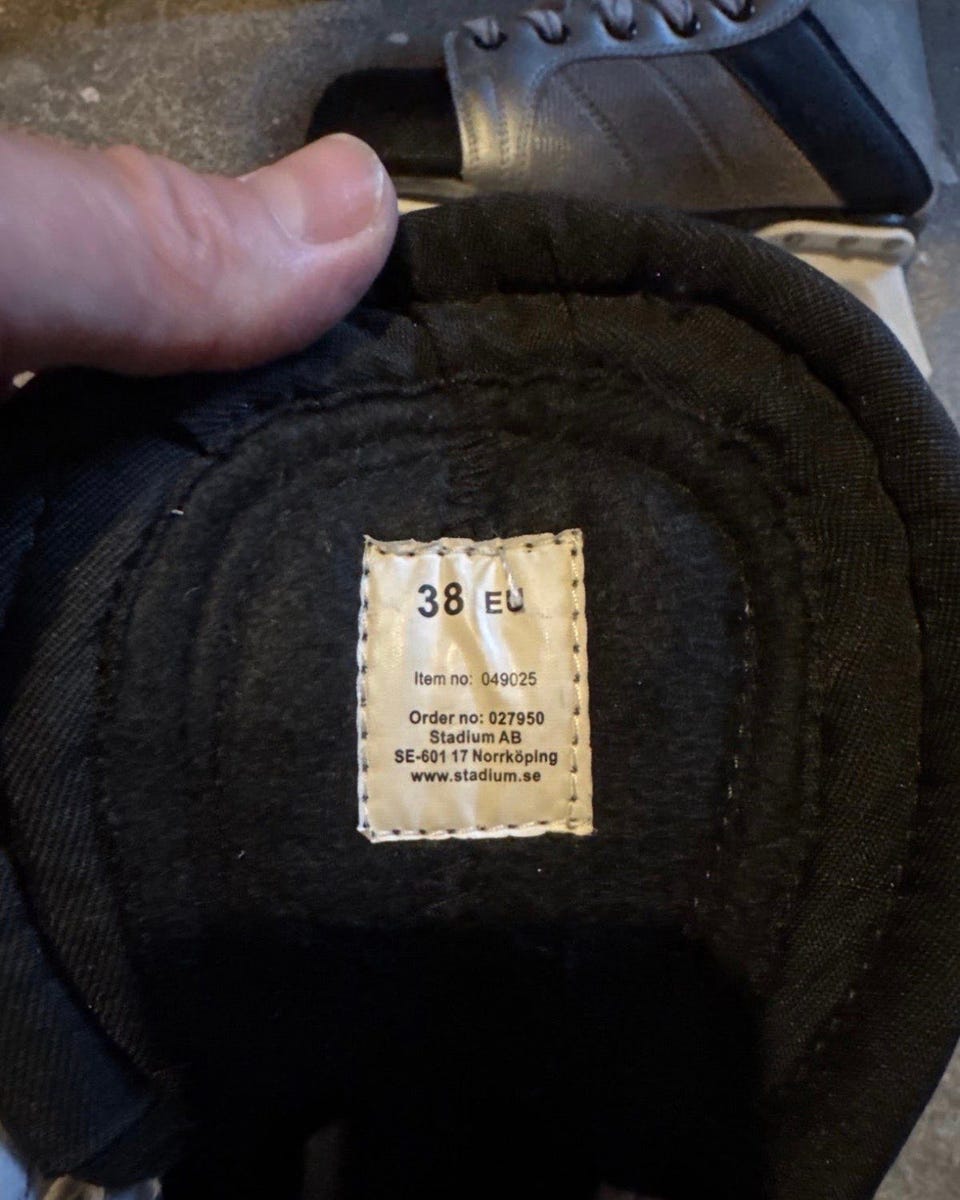 38 EU
Item no: 049025
Order no: 027950
Stadium AB
SE-601 17 Norrköping
www.stadium.se